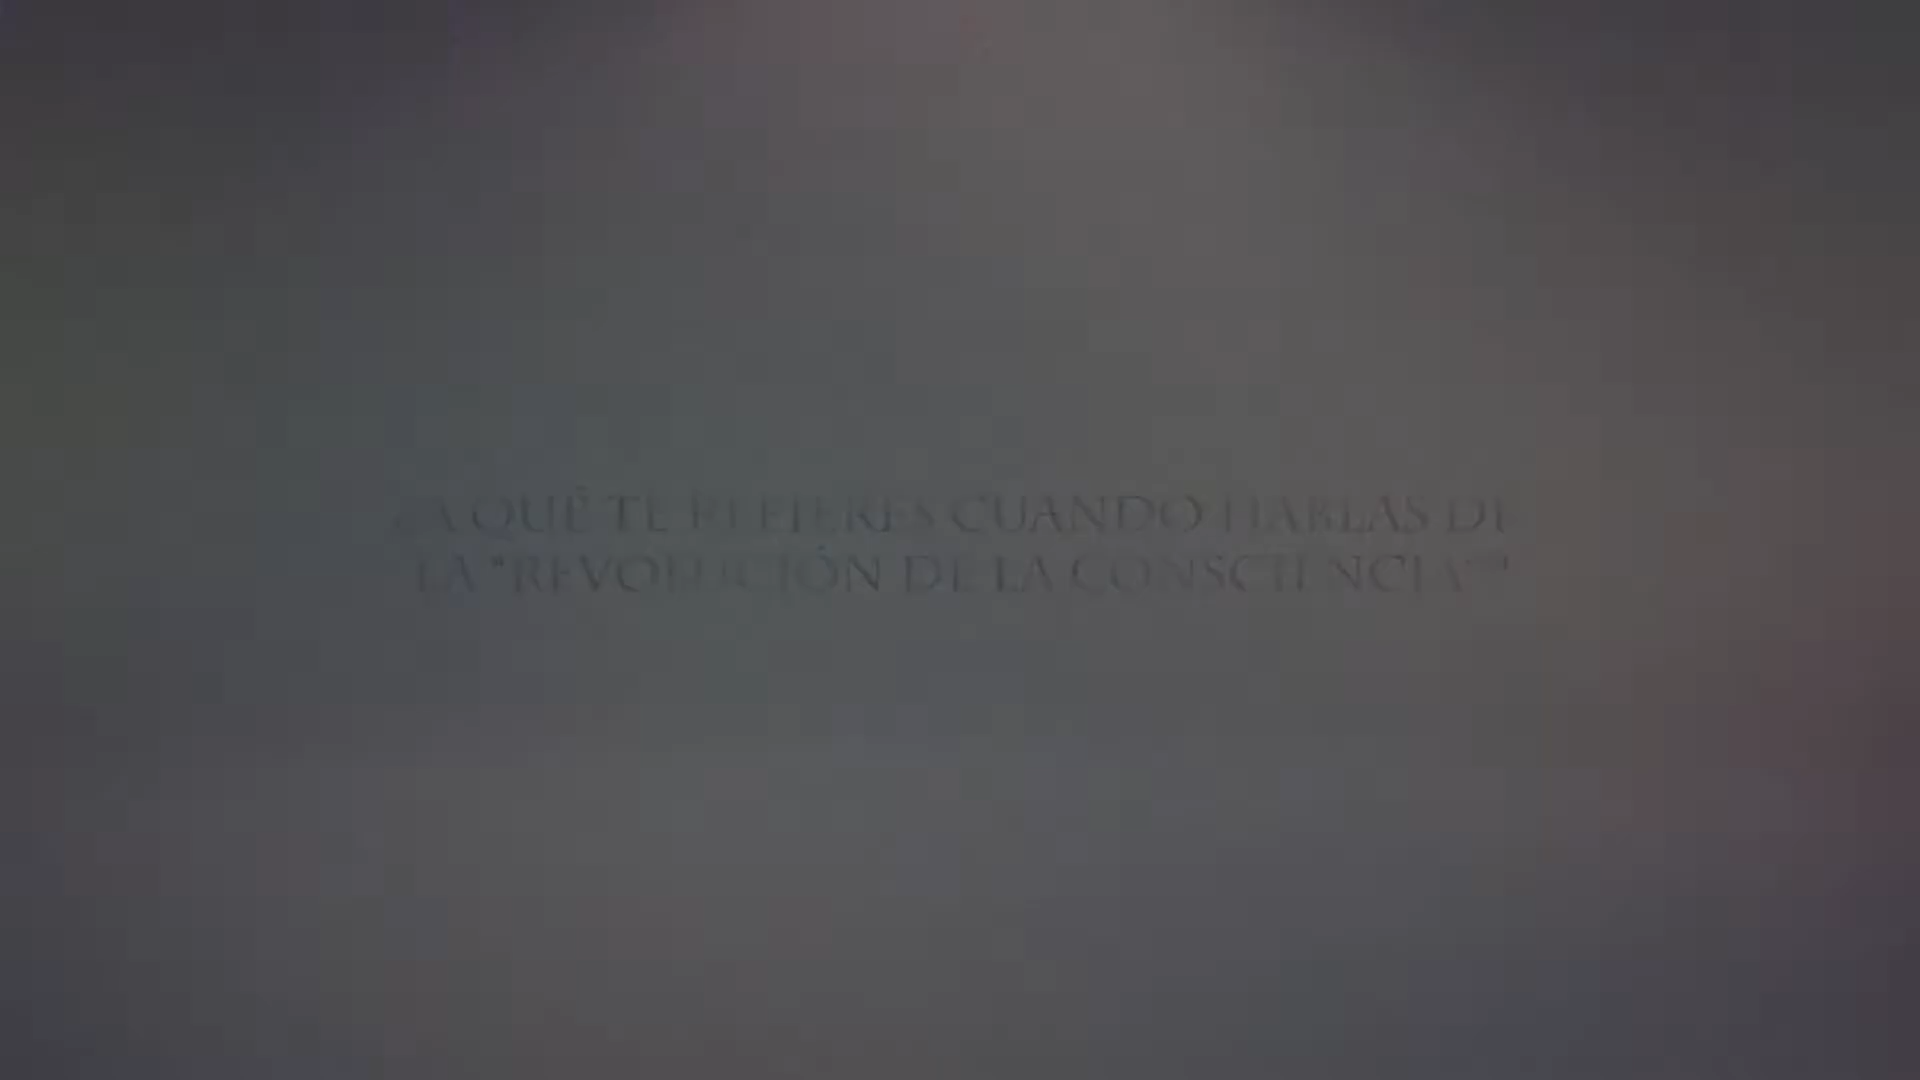 ¿A QUÉ TE REFIERES CUANDO HABLAS DE
LA "REVOLUCIÓN DE LA CONSCIENCIA"?